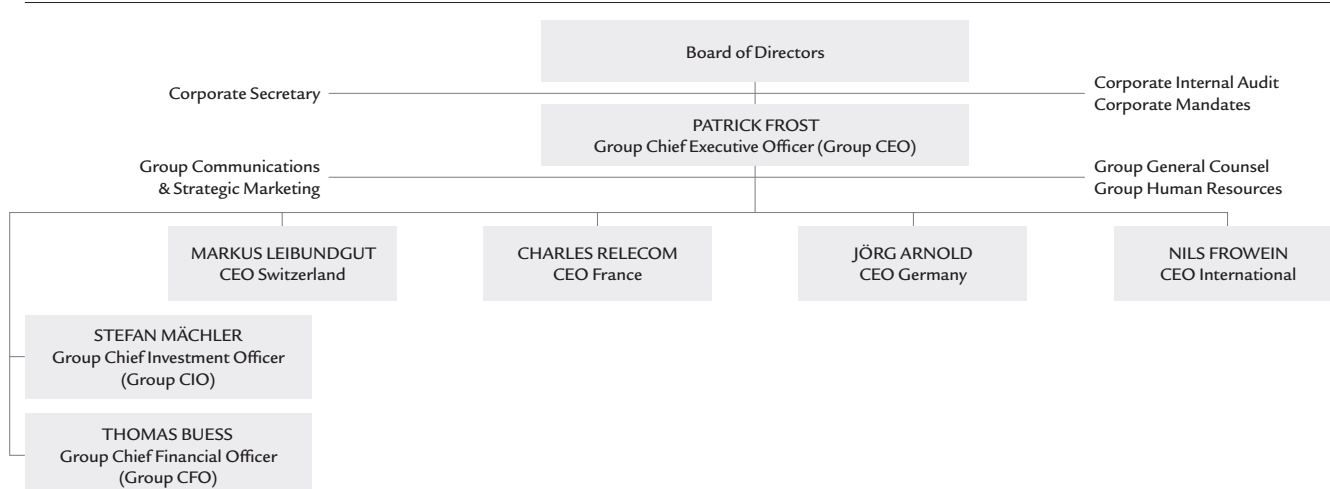 Board of Directors
Corporate Secretary
Corporate Internal Audit
Corporate Mandates
PATRICK FROST
Group Chief Executive Officer (Group CEO)
Group Communications
& Strategic Marketing
Group General Counsel
Group Human Resources
MARKUS LEIBUNDGUT
CEO Switzerland
CHARLES RELECOM
CEO France
JÖRG ARNOLD
CEO Germany
NILS FROWEIN
CEO International
STEFAN MÄCHLER
Group Chief Investment Officer
(Group CIO)
THOMAS BUESS
Group Chief Financial Officer
(Group CFO)